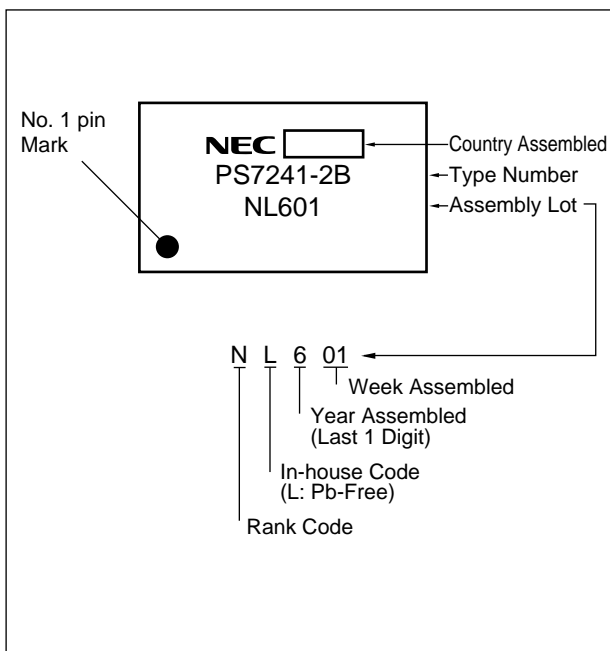 No. 1 pin
Mark
NEC
Country Assembled
PS7241-2B
Type Number
NL601
Assembly Lot
N L 6 01
Week Assembled
Year Assembled
(Last 1 Digit)
In-house Code
(L: Pb-Free)
Rank Code